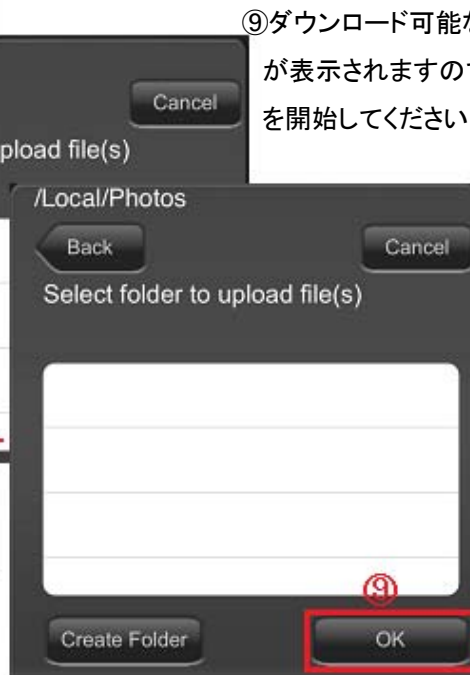 ⑨ダウンロード可能な
が表示されますので
を開始してください
Cancel
pload file(s)
/Local/Photos
Back
Cancel
Select folder to upload file(s)
⑨
Create Folder
OK